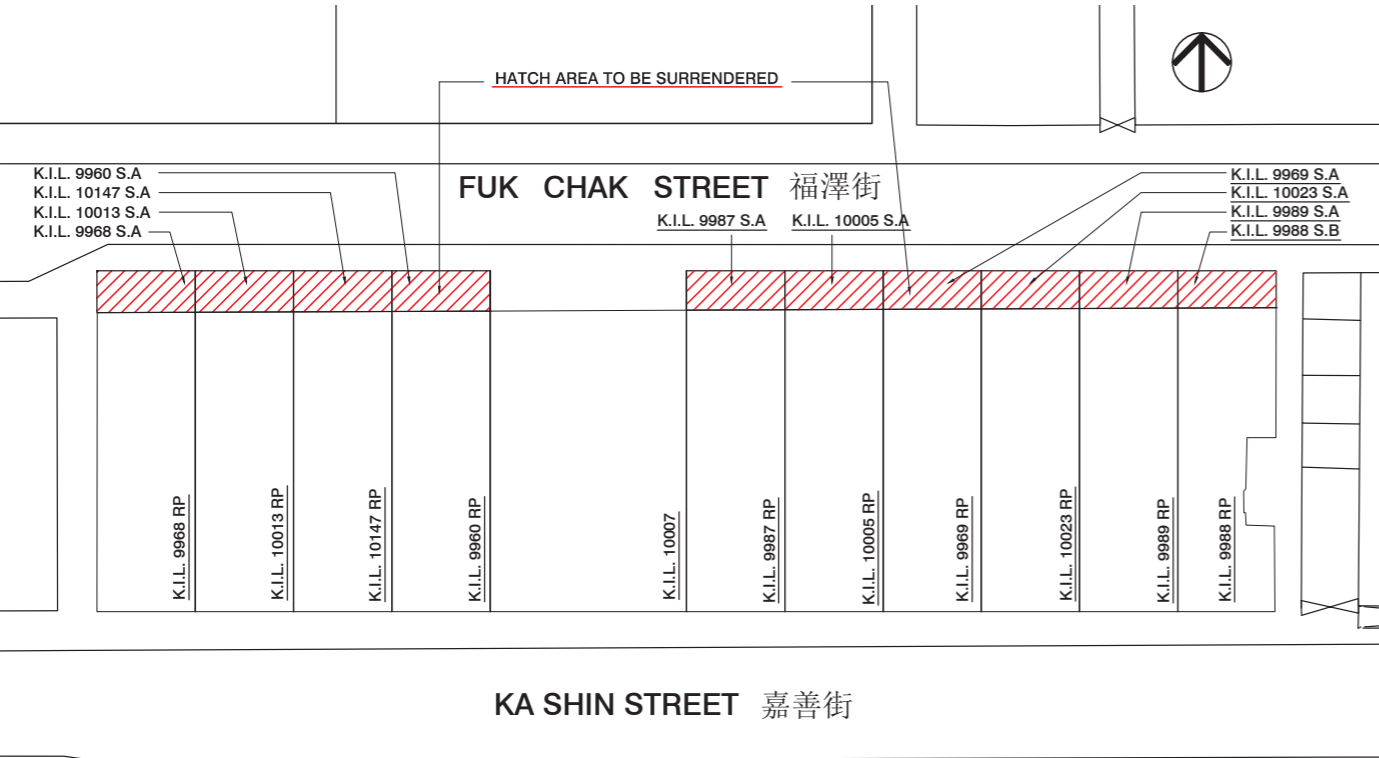 HATCH AREA TO BE SURRENDERED
K.I.L. 9960 S.A
K.I.L. 10147 S.A
K.I.L. 10013 S.A
K.I.L. 9968 S.A
FUK CHAK STREET 福澤街
K.I.L. 9987 S.A
K.I.L. 10005 S.A
K.I.L. 9969 S.A
K.I.L. 10023 S.A
K.I.L. 9989 S.A
K.I.L. 9988 S.B
K.I.L. 9968 RP
K.I.L. 10013 RP
K.I.L. 10147 RP
K.I.L. 9960 RP
K.I.L. 10007
K.I.L. 9987 RP
K.I.L. 10005 RP
K.I.L. 9969 RP
K.I.L. 10023 RP
K.I.L. 9989 RP
K.I.L. 9988 RP
KA SHIN STREET 嘉善街